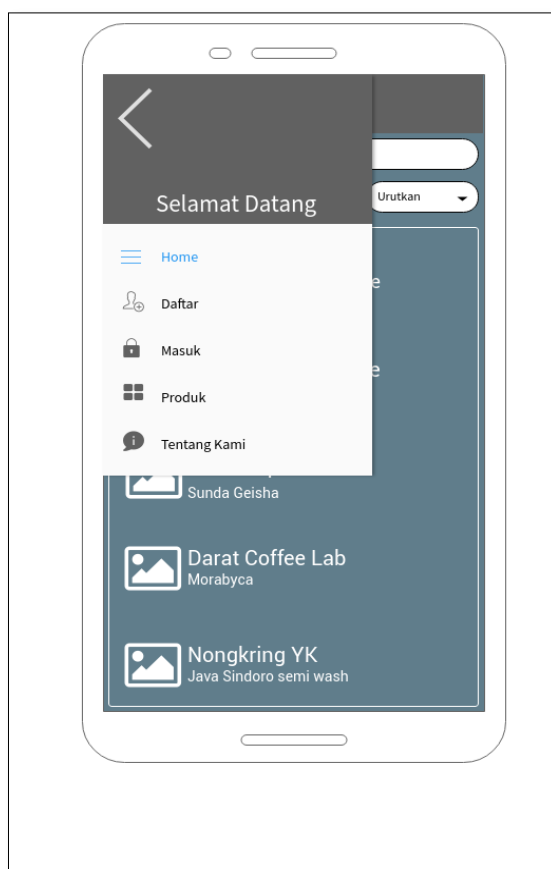 Selamat Datang
Urutkan
Home
Daftar
Masuk
Produk
Tentang Kami
Sunda Geisha
Darat Coffee Lab
Morabyca
Nongkring YK
Java Sindoro semi wash